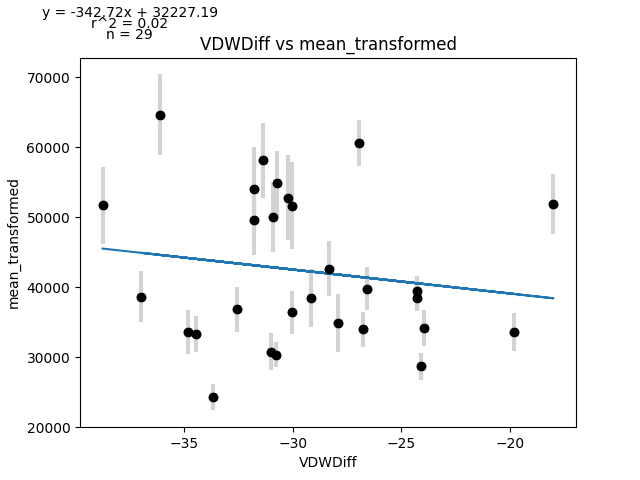 y = -342.72x + 32227.19
r^2 = 0.02
n = 29
VDWDiff vs mean_transformed
70000
60000
50000
40000
30000
20000
mean_transformed
−35
−30
−25
−20
VDWDiff